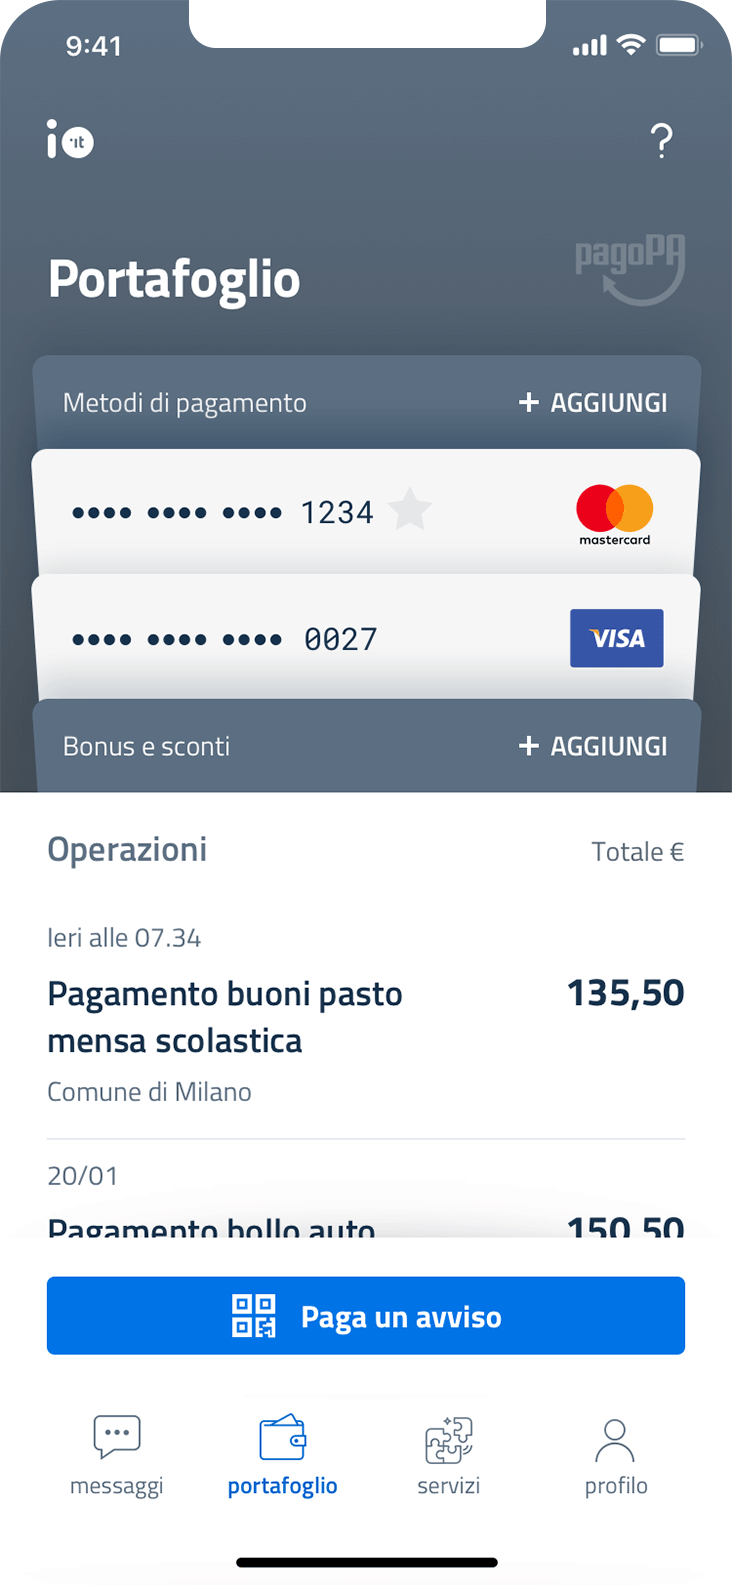 9:41
io
it
?
pagoPA
Portafoglio
Metodi di pagamento + AGGIUNGI
•••• •••• •••• 1234
mastercard
•••• •••• •••• 0027
VISA
Bonus e sconti + AGGIUNGI
Operazioni Totale €
Ieri alle 07.34
Pagamento buoni pasto 135,50
mensa scolastica
Comune di Milano
20/01
Pagamento bollo auto 150,50
Paga un avviso
messaggi portafoglio servizi profilo